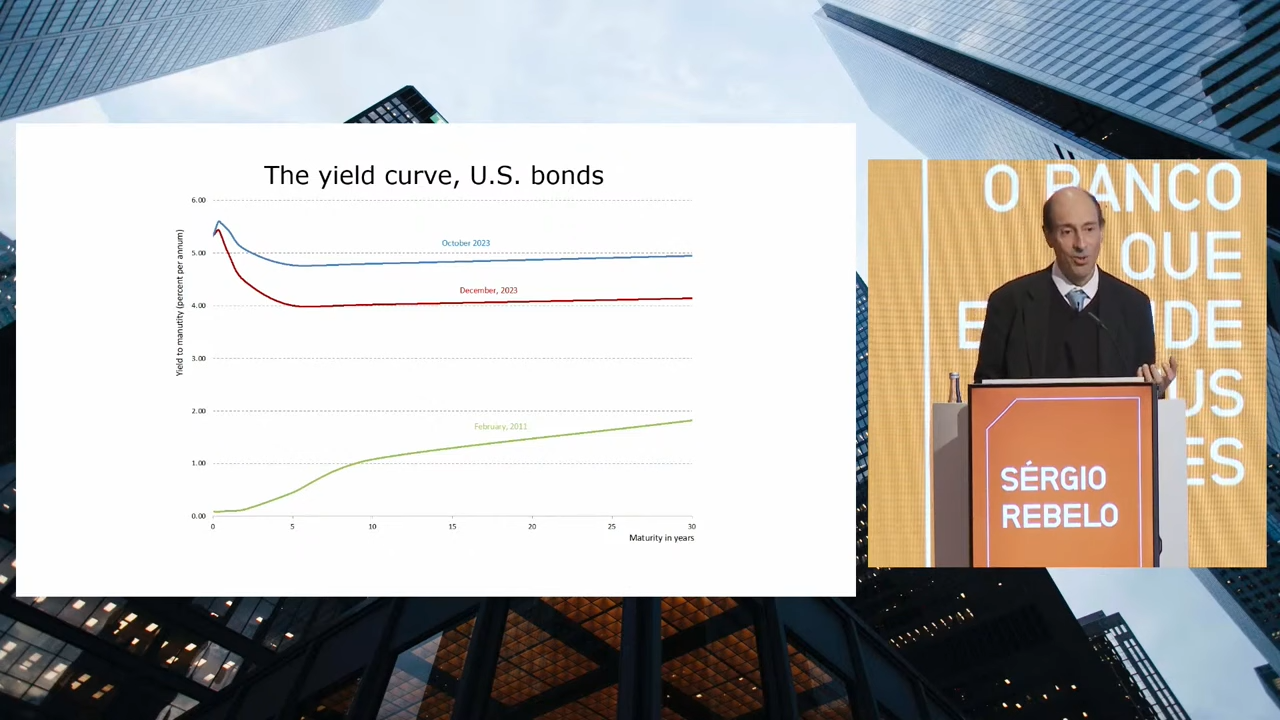 The yield curve, U.S. bonds
6.00
5.00
4.00
3.00
2.00
1.00
0.00
Yield to manutity (percent per annum)
October 2023
December, 2023
February, 2011
0
5
10
15
20
25
30
Maturity in years
O BANCO
QUE
E
DE
US
ES
SÉRGIO
REBELO